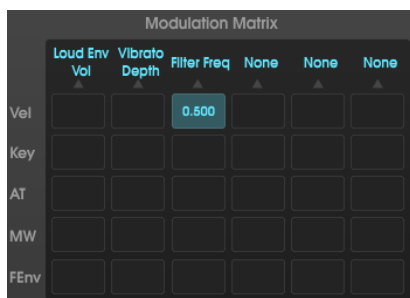 Modulation Matrix
Loud Env Vol
Vibrato Depth
Filter Freq
None
None
None
Vel
0.500
Key
AT
MW
FEnv